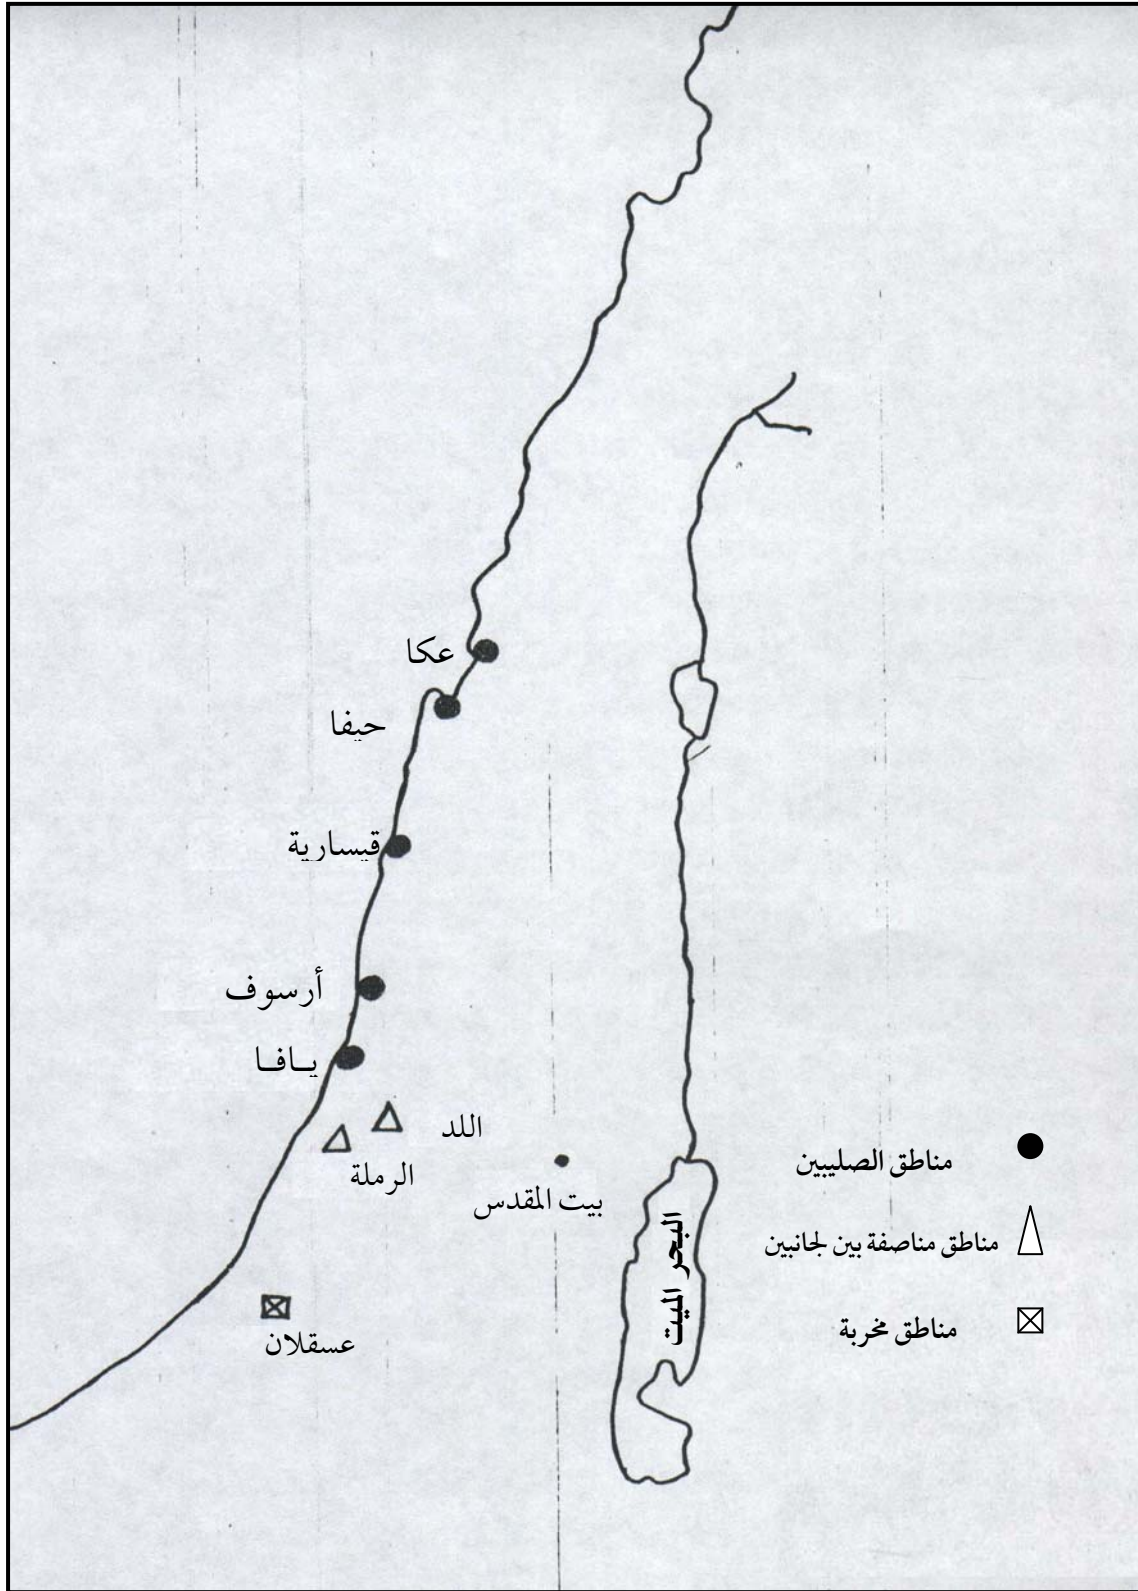 عكا
حيفا
قيسارية
أرسوف
يـافـا
اللد
الرملة
بيت المقدس
عسقلان
البحر الميت
مناطق الصليبين
مناطق مناصفة بين لجانبين
مناطق مخربة